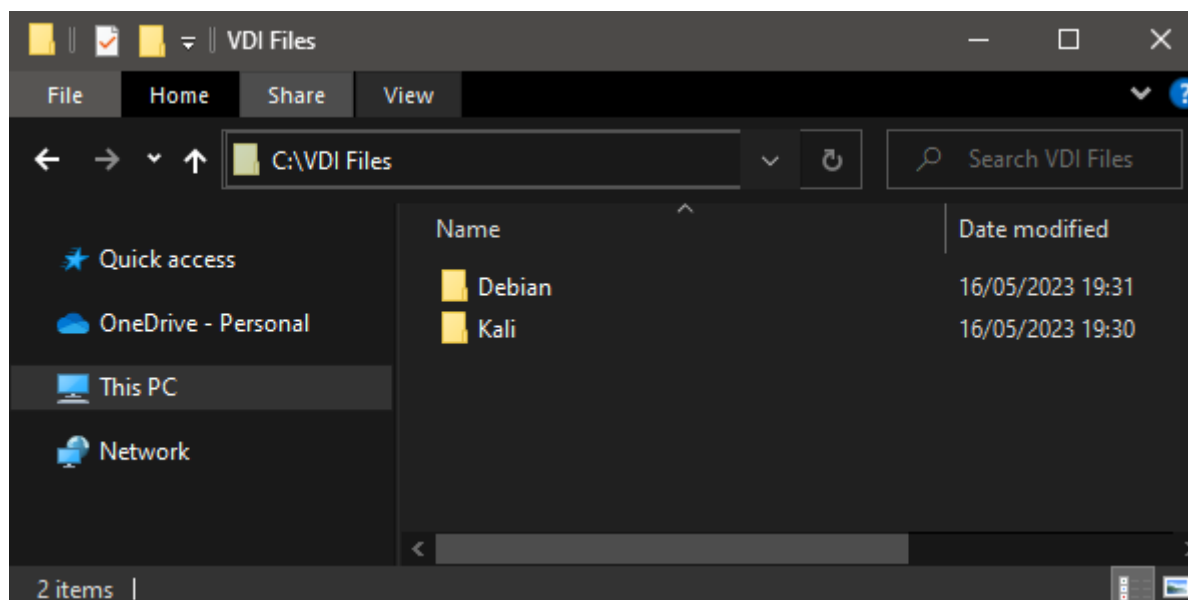 VDI Files
File Home Share View
C:\VDI Files Search VDI Files
Name Date modified
Quick access
Debian 16/05/2023 19:31
OneDrive - Personal
Kali 16/05/2023 19:30
This PC
Network
2 items